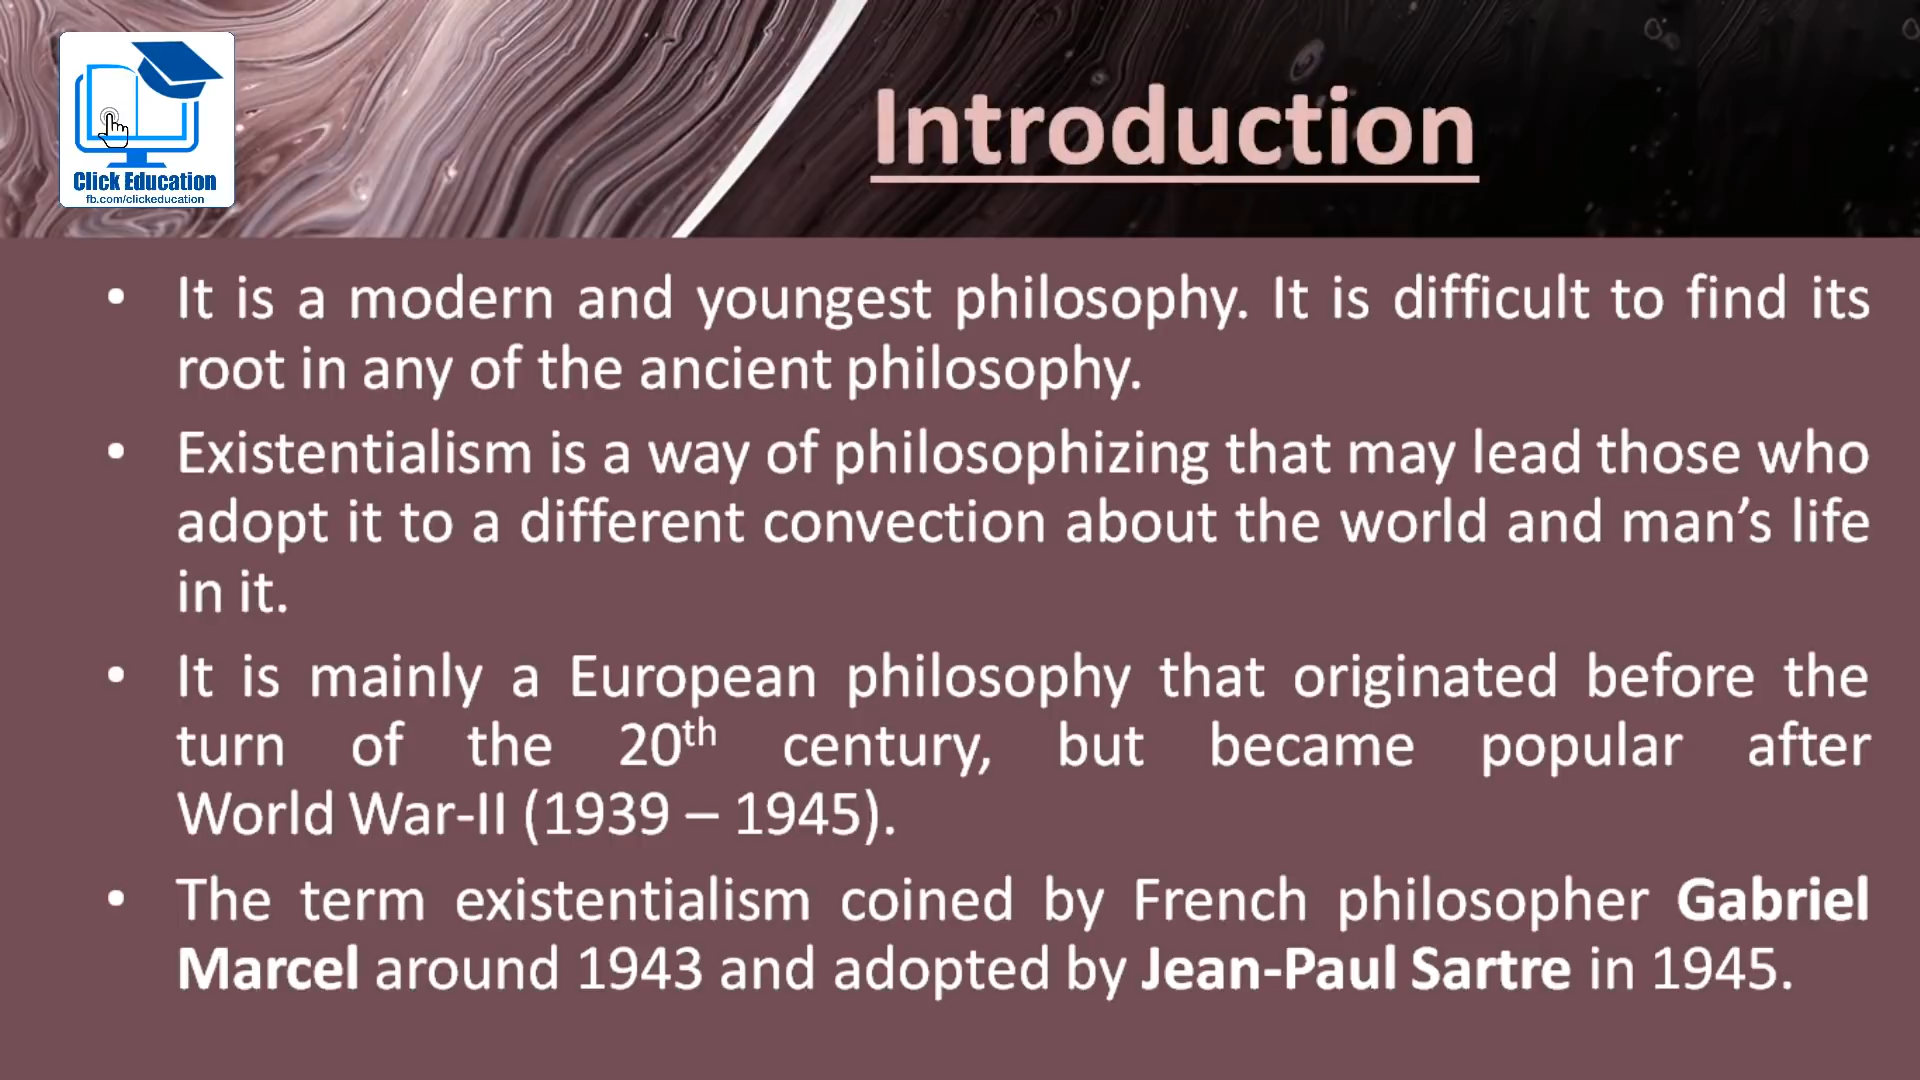 Click Education
fb.com/clickeducation
Introduction
• It is a modern and youngest philosophy. It is difficult to find its
root in any of the ancient philosophy.
• Existentialism is a way of philosophizing that may lead those who
adopt it to a different convection about the world and man’s life
in it.
• It is mainly a European philosophy that originated before the
turn of the 20th century, but became popular after
World War-II (1939 – 1945).
• The term existentialism coined by French philosopher Gabriel
Marcel around 1943 and adopted by Jean-Paul Sartre in 1945.